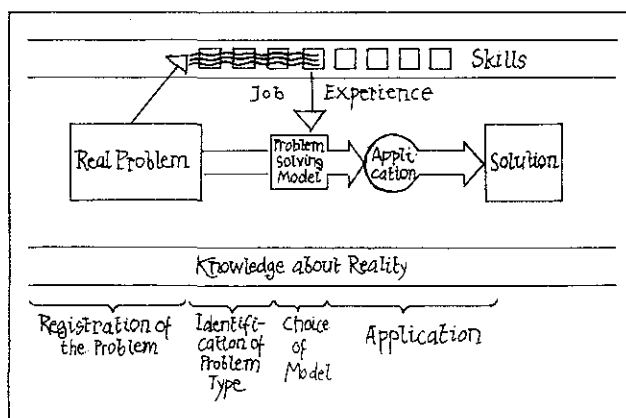 Skills
Job Experience
Real Problem
Problem
Solving
Model
Appli-
cation
Solution
Knowledge about Reality
Registration of
the Problem
Identifi-
cation of
Problem
Type
Choice
of
Model
Application